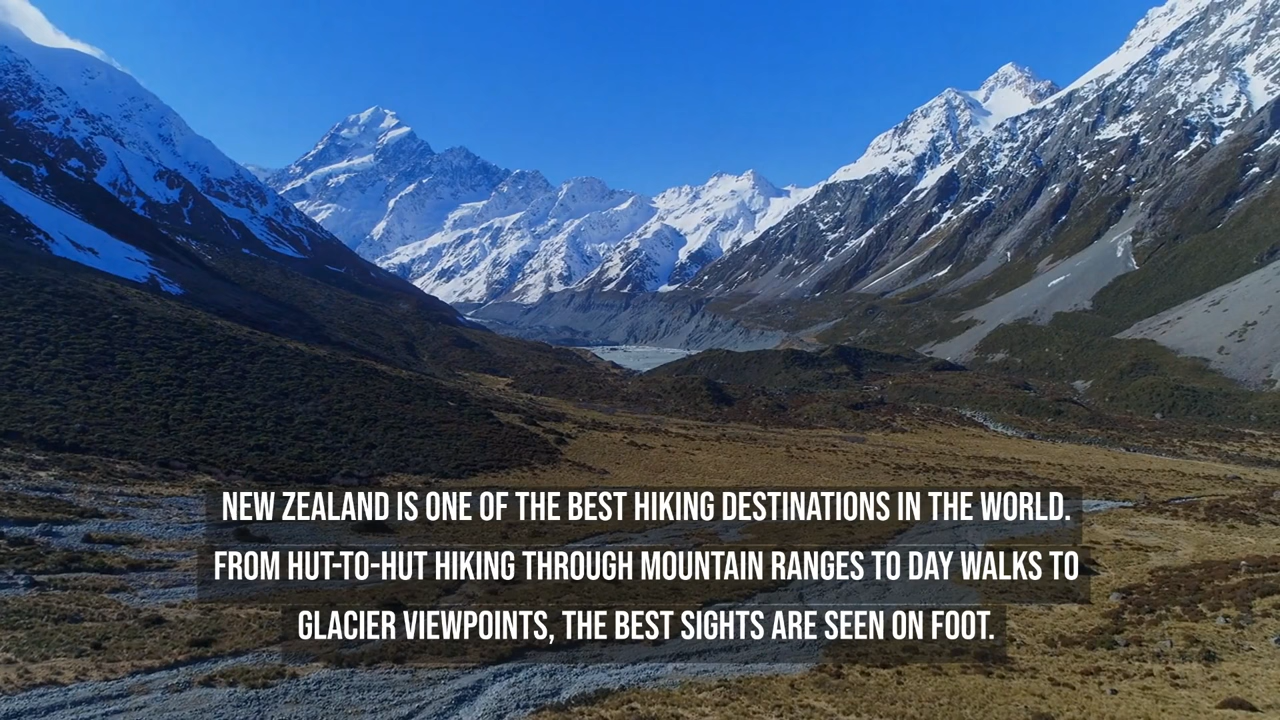 NEW ZEALAND IS ONE OF THE BEST HIKING DESTINATIONS IN THE WORLD.
FROM HUT-TO-HUT HIKING THROUGH MOUNTAIN RANGES TO DAY WALKS TO
GLACIER VIEWPOINTS, THE BEST SIGHTS ARE SEEN ON FOOT.